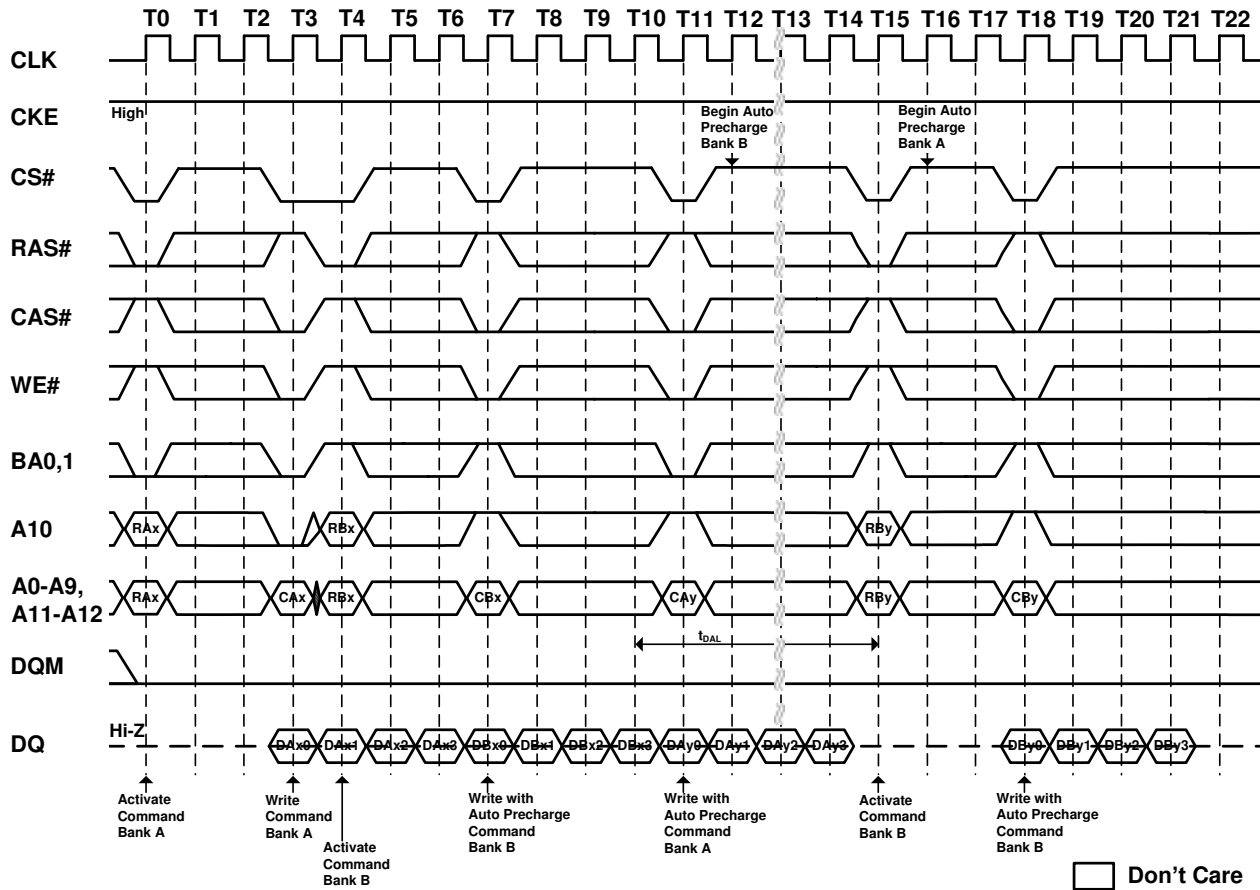 T0 T1 T2 T3 T4 T5 T6 T7 T8 T9 T10 T11 T12 T13 T14 T15 T16 T17 T18 T19 T20 T21 T22
CLK
CKE
High
Begin Auto
Precharge
Bank B
Begin Auto
Precharge
Bank A
CS#
RAS#
CAS#
WE#
BA0,1
A10
RAx RBx RBy
A0-A9,
A11-A12
RAx CAx RBx CBx CAy RBy CBy
tDAL
DQM
Hi-Z
DQ
DAx0 DAx1 DAx2 DAx3 DBx0 DBx1 DBx2 DBx3 DAy0 DAy1 DAy2 DAy3 DBy0 DBy1 DBy2 DBy3
Activate
Command
Bank A
Write
Command
Bank A
Activate
Command
Bank B
Write with
Auto Precharge
Command
Bank B
Write with
Auto Precharge
Command
Bank A
Activate
Command
Bank B
Write with
Auto Precharge
Command
Bank B
Don't Care